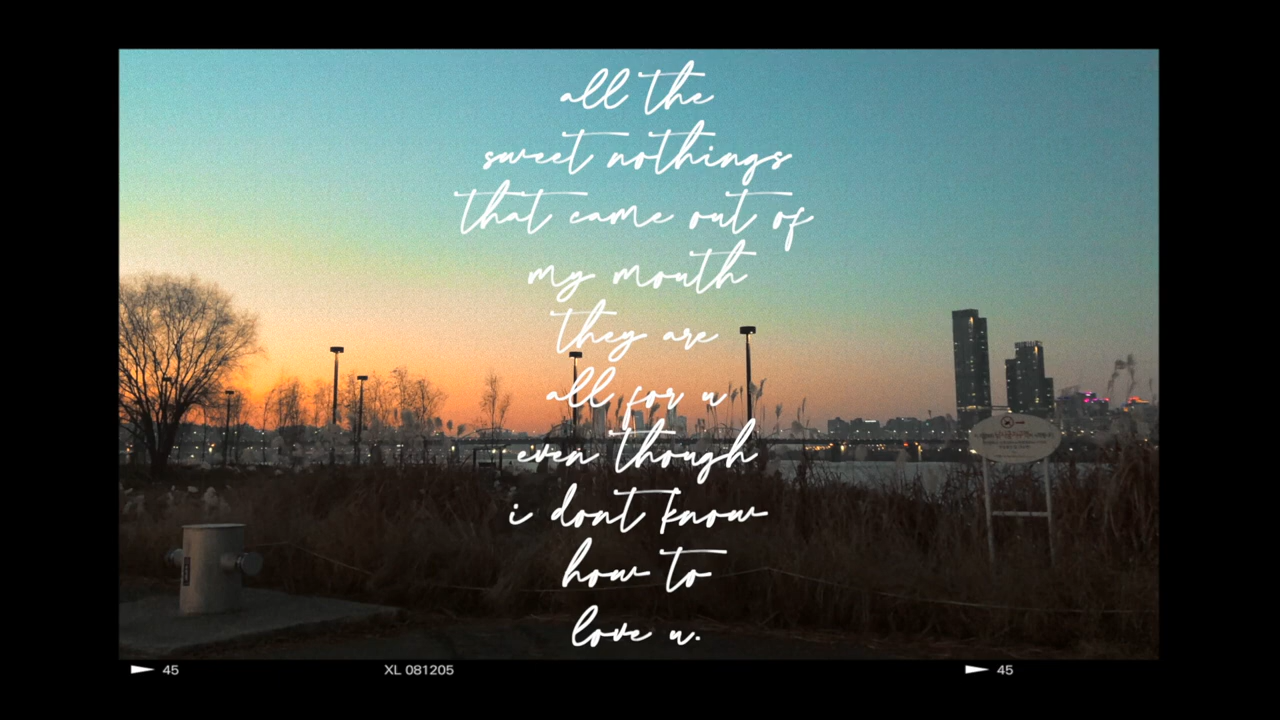 all the
sweet nothings
that came out of
my mouth
they are
all for u
even though
i dont know
how to
love u.
45
XL 081205
45